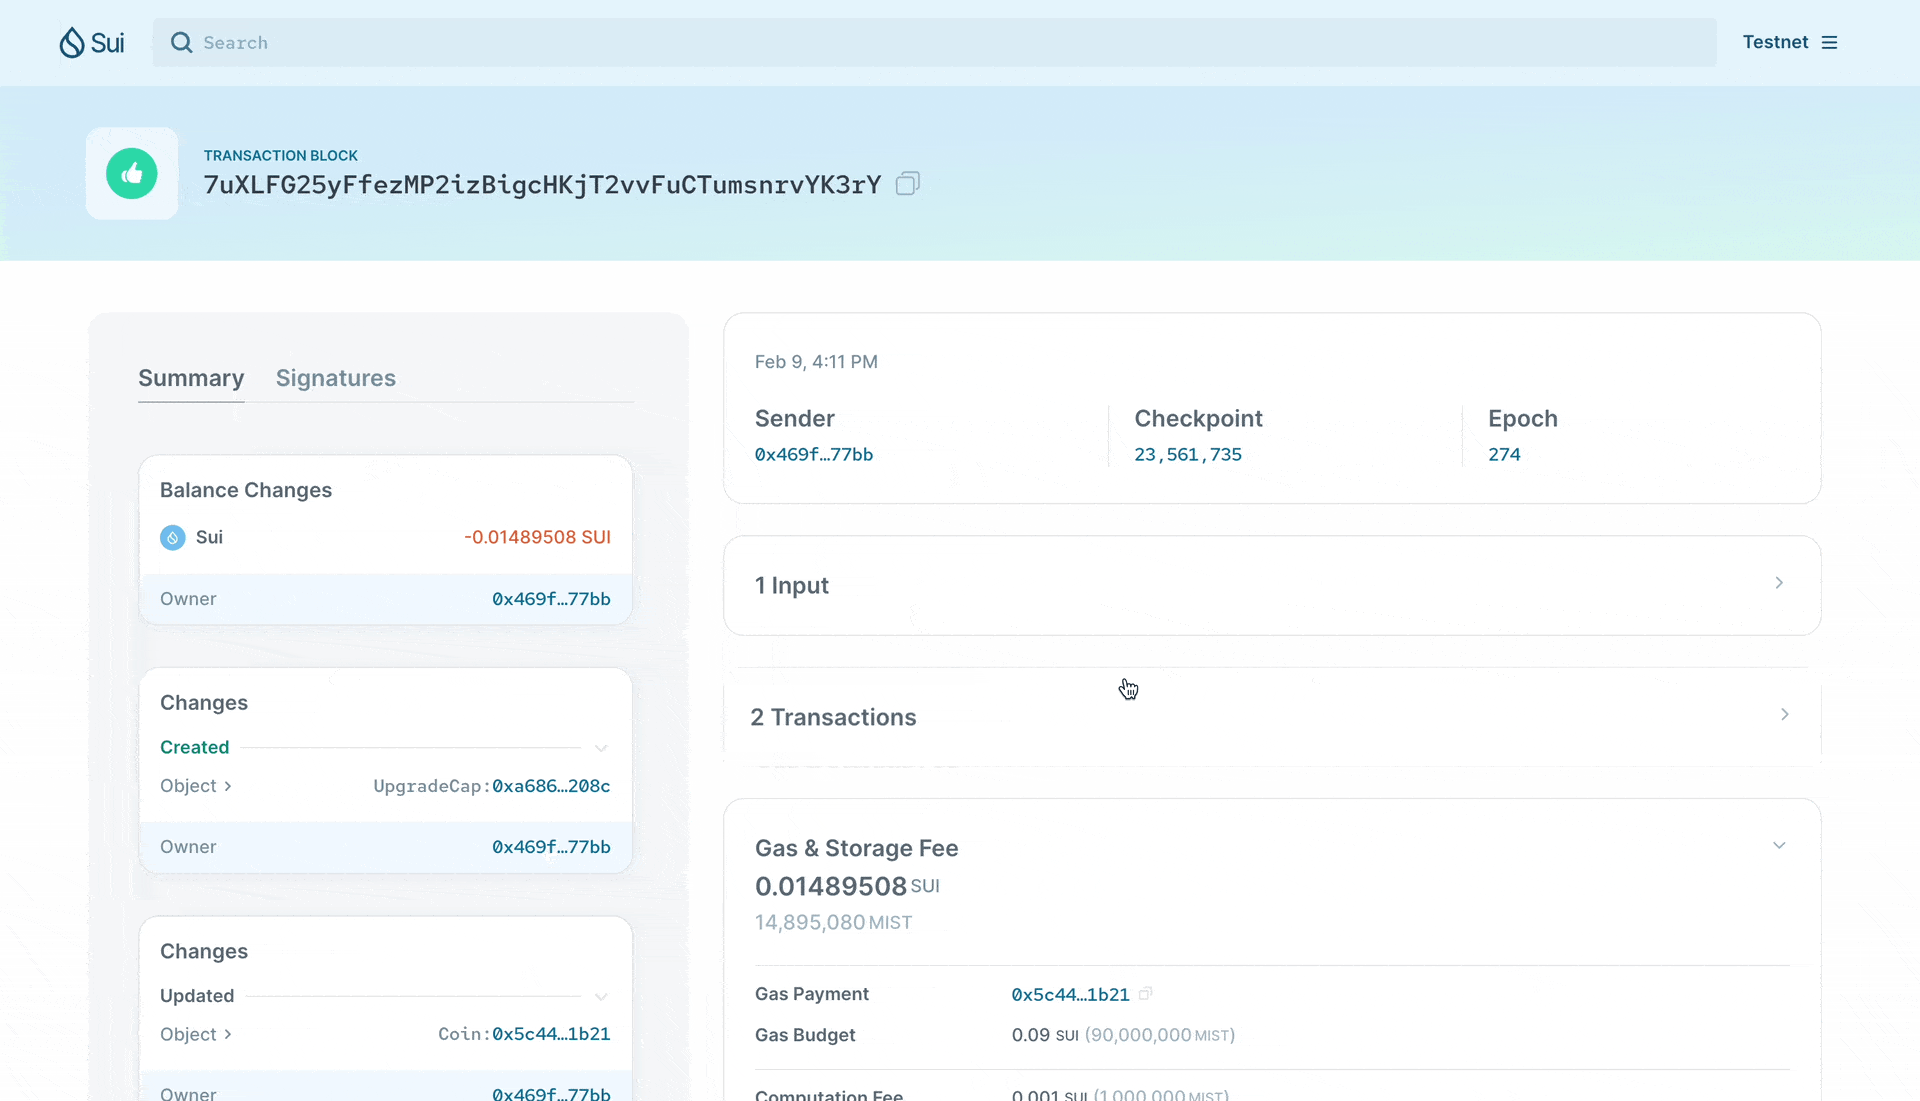 Sui
Search
Testnet
TRANSACTION BLOCK
7uXLFG25yFfezMP2izBigcHKjT2vvFuCTumsnrvYK3rY
Summary
Signatures
Balance Changes
Sui
-0.01489508 SUI
Owner
0x469f…77bb
Changes
Created
Object
UpgradeCap:0xa686…208c
Owner
0x469f…77bb
Changes
Updated
Object
Coin:0x5c44…1b21
Owner
0x469f…77bb
Feb 9, 4:11 PM
Sender
0x469f…77bb
Checkpoint
23,561,735
Epoch
274
1 Input
2 Transactions
Gas & Storage Fee
0.01489508 SUI
14,895,080 MIST
Gas Payment
0x5c44…1b21
Gas Budget
0.09 SUI (90,000,000 MIST)
Computation Fee
0.001 SUI (1,000,000 MIST)